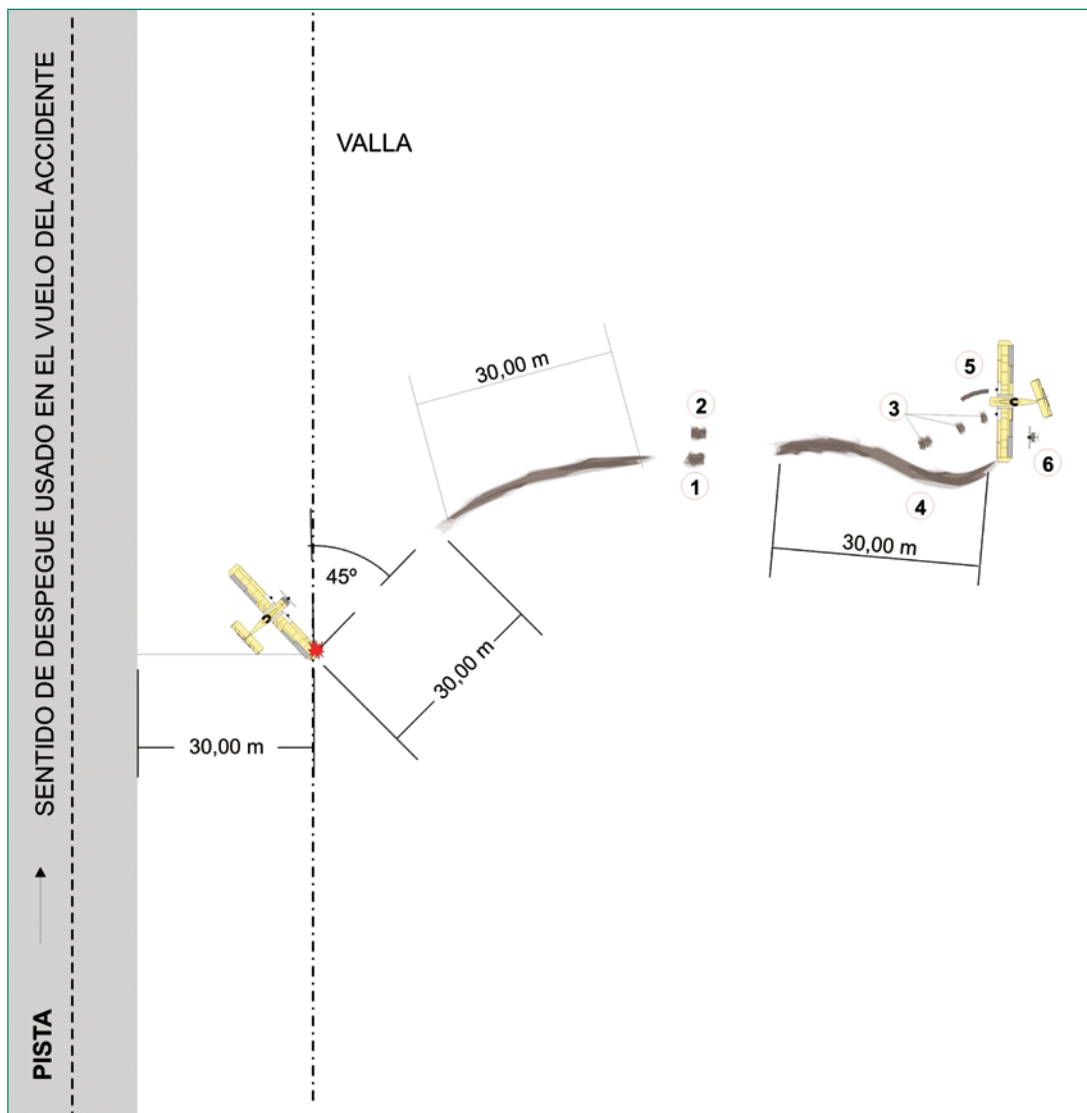 PISTA
SENTIDO DE DESPEGUE USADO EN EL VUELO DEL ACCIDENTE
VALLA
30,00 m
2
1
5
3
6
4
30,00 m
45º
30,00 m
30,00 m